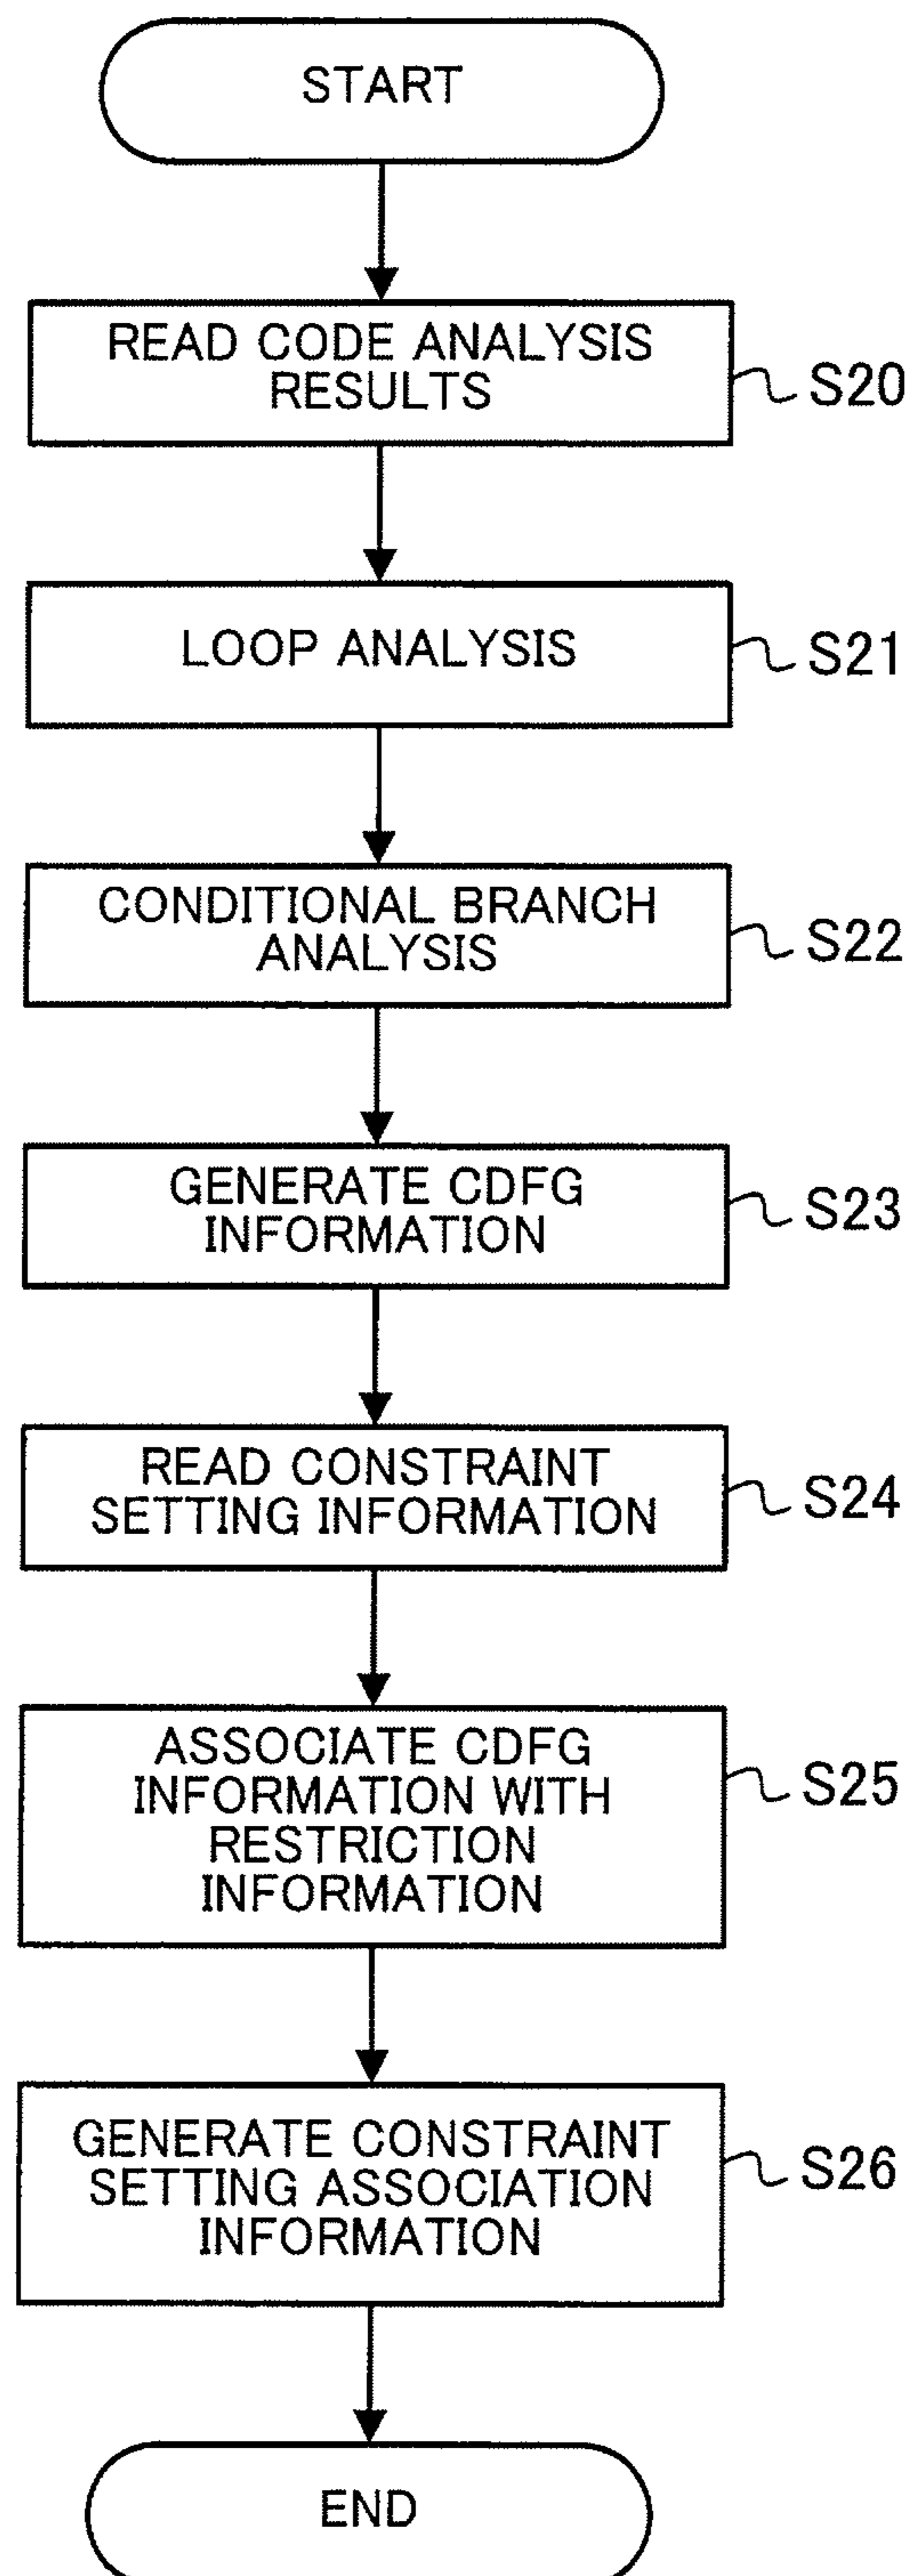 START
READ CODE ANALYSIS
RESULTS
S20
LOOP ANALYSIS
S21
CONDITIONAL BRANCH
ANALYSIS
S22
GENERATE CDFG
INFORMATION
S23
READ CONSTRAINT
SETTING INFORMATION
S24
ASSOCIATE CDFG
INFORMATION WITH
RESTRICTION
INFORMATION
S25
GENERATE CONSTRAINT
SETTING ASSOCIATION
INFORMATION
S26
END